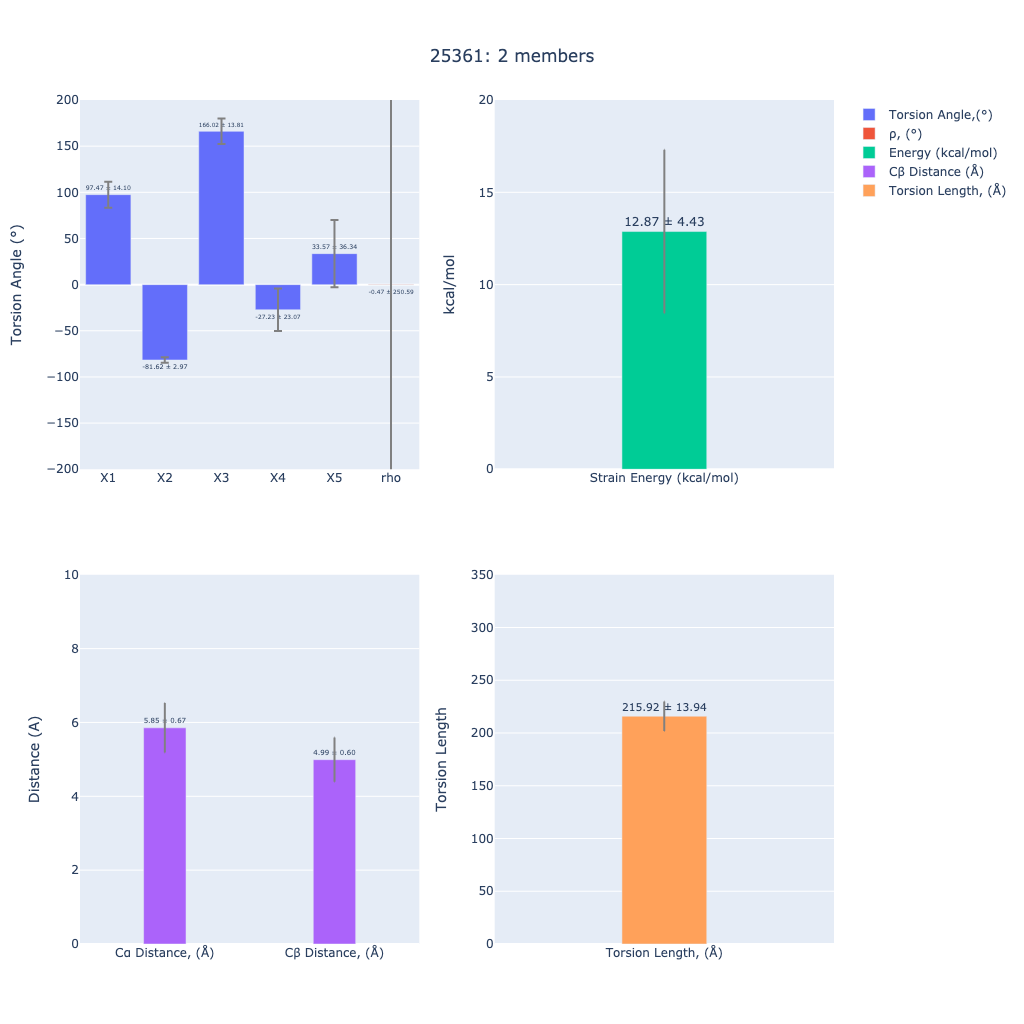 25361: 2 members
200
150
100
50
0
−50
−100
−150
−200
Torsion Angle (°)
97.47 ± 14.10
-81.62 ± 2.97
166.02 ± 13.81
-27.23 ± 23.07
33.57 ± 36.34
-0.47 ± 250.59
X1 X2 X3 X4 X5 rho
20
15
10
5
0
kcal/mol
12.87 ± 4.43
Strain Energy (kcal/mol)
Torsion Angle,(°)
ρ, (°)
Energy (kcal/mol)
Cβ Distance (Å)
Torsion Length, (Å)
10
8
6
4
2
0
Distance (A)
5.85 ± 0.67
4.99 ± 0.60
Cα Distance, (Å) Cβ Distance, (Å)
350
300
250
200
150
100
50
0
Torsion Length
215.92 ± 13.94
Torsion Length, (Å)